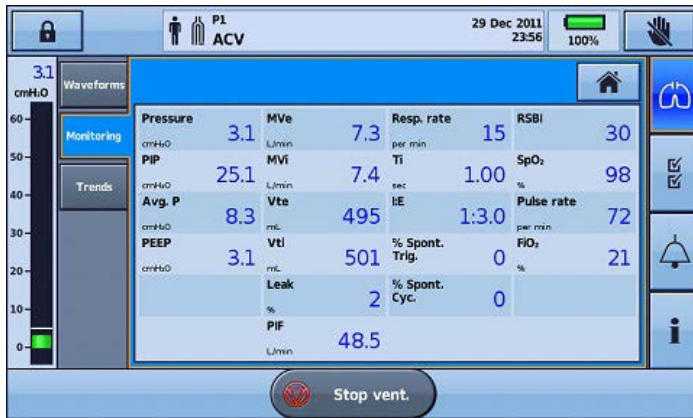 P1
ACV
29 Dec 2011
23:56
100%
3.1
cmH₂O
60
50
40
30
20
10
0
Waveforms
Monitoring
Trends
Pressure
cmH₂O 3.1
PIP
cmH₂O 25.1
Avg. P
cmH₂O 8.3
PEEP
cmH₂O 3.1
MVe
L/min 7.3
MVi
L/min 7.4
Vte
mL 495
Vti
mL 501
Leak
% 2
PIF
L/min 48.5
Resp. rate
per min 15
Ti
sec 1.00
I:E
1:3.0
% Spont.
Trig. 0
% Spont.
Cyc. 0
RSBI
30
SpO₂
% 98
Pulse rate
per min 72
FiO₂
% 21
Stop vent.